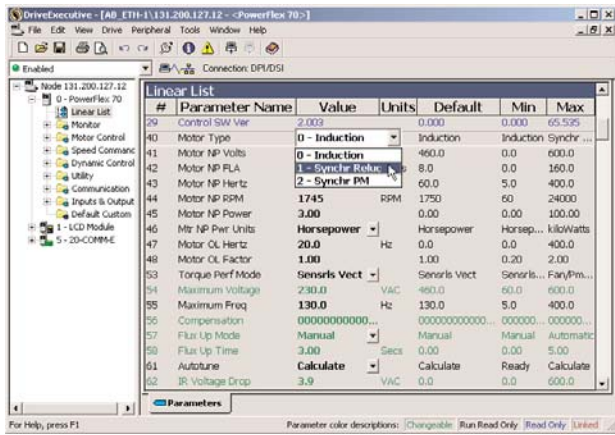 DriveExecutive - [AB_ETH-1\131.200.127.12 - <PowerFlex 70>]
File Edit View Drive Peripheral Tools Window Help
Enabled
Connection: DPI/DSI
Node 131.200.127.12
0 - PowerFlex 70
Linear List
Monitor
Motor Control
Speed Command
Dynamic Control
Utility
Communication
Inputs & Output
Default Custom
1 - LCD Module
5 - 20-COMM-E
Linear List
# Parameter Name Value Units Default Min Max
29 Control SW Ver 2.003 0.000 0.000 65.535
40 Motor Type 0 - Induction Induction Induction Synchr ...
0 - Induction
1 - Synchr Reluc
2 - Synchr PM
41 Motor NP Volts 460.0 0.0 600.0
42 Motor NP FLA 8.0 0.0 160.0
43 Motor NP Hertz 60.0 5.0 400.0
44 Motor NP RPM 1745 RPM 1750 60 24000
45 Motor NP Power 3.00 0.00 0.00 100.00
46 Mtr NP Pwr Units Horsepower Horsepower Horsep... kiloWatts
47 Motor OL Hertz 20.0 Hz 0.0 0.0 400.0
48 Motor OL Factor 1.00 1.00 0.20 2.00
53 Torque Perf Mode Sensrls Vect Sensrls Vect Sensrls... Fan/Pm...
54 Maximum Voltage 230.0 VAC 460.0 60.0 600.0
55 Maximum Freq 130.0 Hz 130.0 5.0 400.0
56 Compensation 00000000000... 000000000000... 000000... 000000...
57 Flux Up Mode Manual Manual Manual Automatic
58 Flux Up Time 3.00 Secs 0.00 0.00 5.00
61 Autotune Calculate Calculate Ready Calculate
62 IR Voltage Drop 3.9 VAC 0.0 0.0 600.0
Parameters
For Help, press F1
Parameter color descriptions: Changeable Run Read Only Read Only Linked